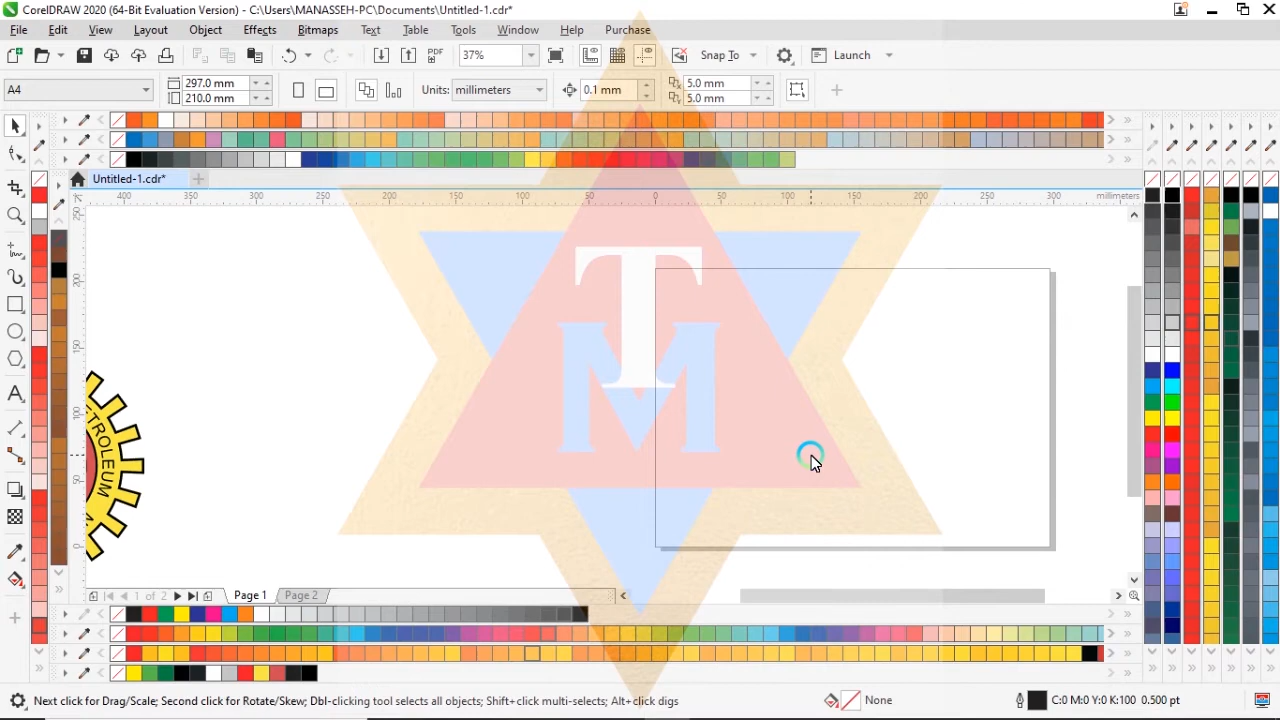 CorelDRAW 2020 (64-Bit Evaluation Version) - C:\Users\MANASSEH-PC\Documents\Untitled-1.cdr*
File Edit View Layout Object Effects Bitmaps Text Table Tools Window Help Purchase
PDF 37% Snap To Launch
A4 297.0 mm 210.0 mm Units: millimeters 0.1 mm 5.0 mm 5.0 mm
Untitled-1.cdr*
400 350 300 250 200 150 100 50 0 50 100 150 200 250 300 millimeters
T
M
TROLEUM
1 of 2 Page 1 Page 2
Next click for Drag/Scale; Second click for Rotate/Skew; Dbl-clicking tool selects all objects; Shift+click multi-selects; Alt+click digs None C:0 M:0 Y:0 K:100 0.500 pt